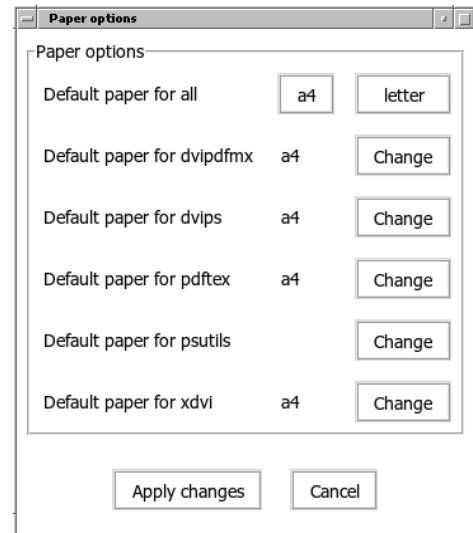 Paper options
Paper options
Default paper for all a4 letter
Default paper for dvipdfmx a4 Change
Default paper for dvips a4 Change
Default paper for pdftex a4 Change
Default paper for psutils Change
Default paper for xdvi a4 Change
Apply changes Cancel